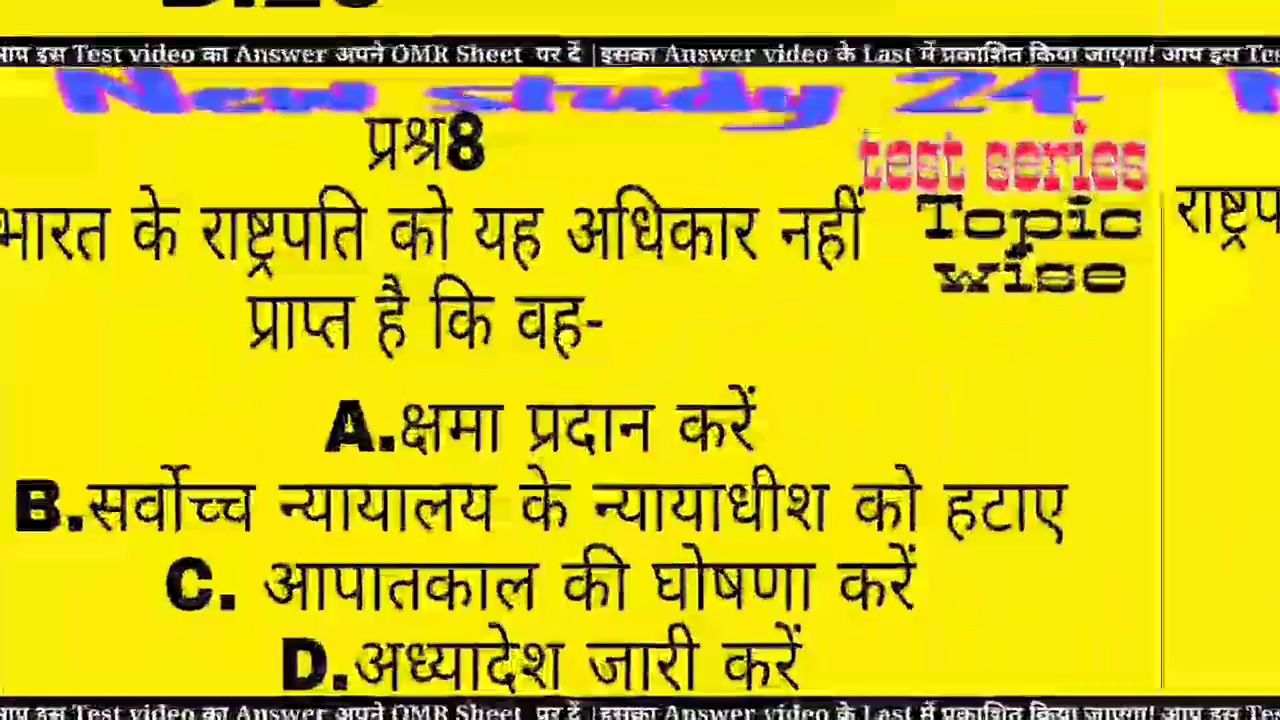 आप इस Test video का Answer अपने OMR Sheet पर दें | इसका Answer video के Last में प्रकाशित किया जाएगा! आप इस
study 24
प्रश्न8
test series
Topic
wise
भारत के राष्ट्रपति को यह अधिकार नहीं
प्राप्त है कि वह-
A.क्षमा प्रदान करें
B.सर्वोच्च न्यायालय के न्यायाधीश को हटाए
C. आपातकाल की घोषणा करें
D.अध्यादेश जारी करें
आप इस Test video का Answer अपने OMR Sheet पर दें | इसका Answer video के Last में प्रकाशित किया जाएगा! आप इस